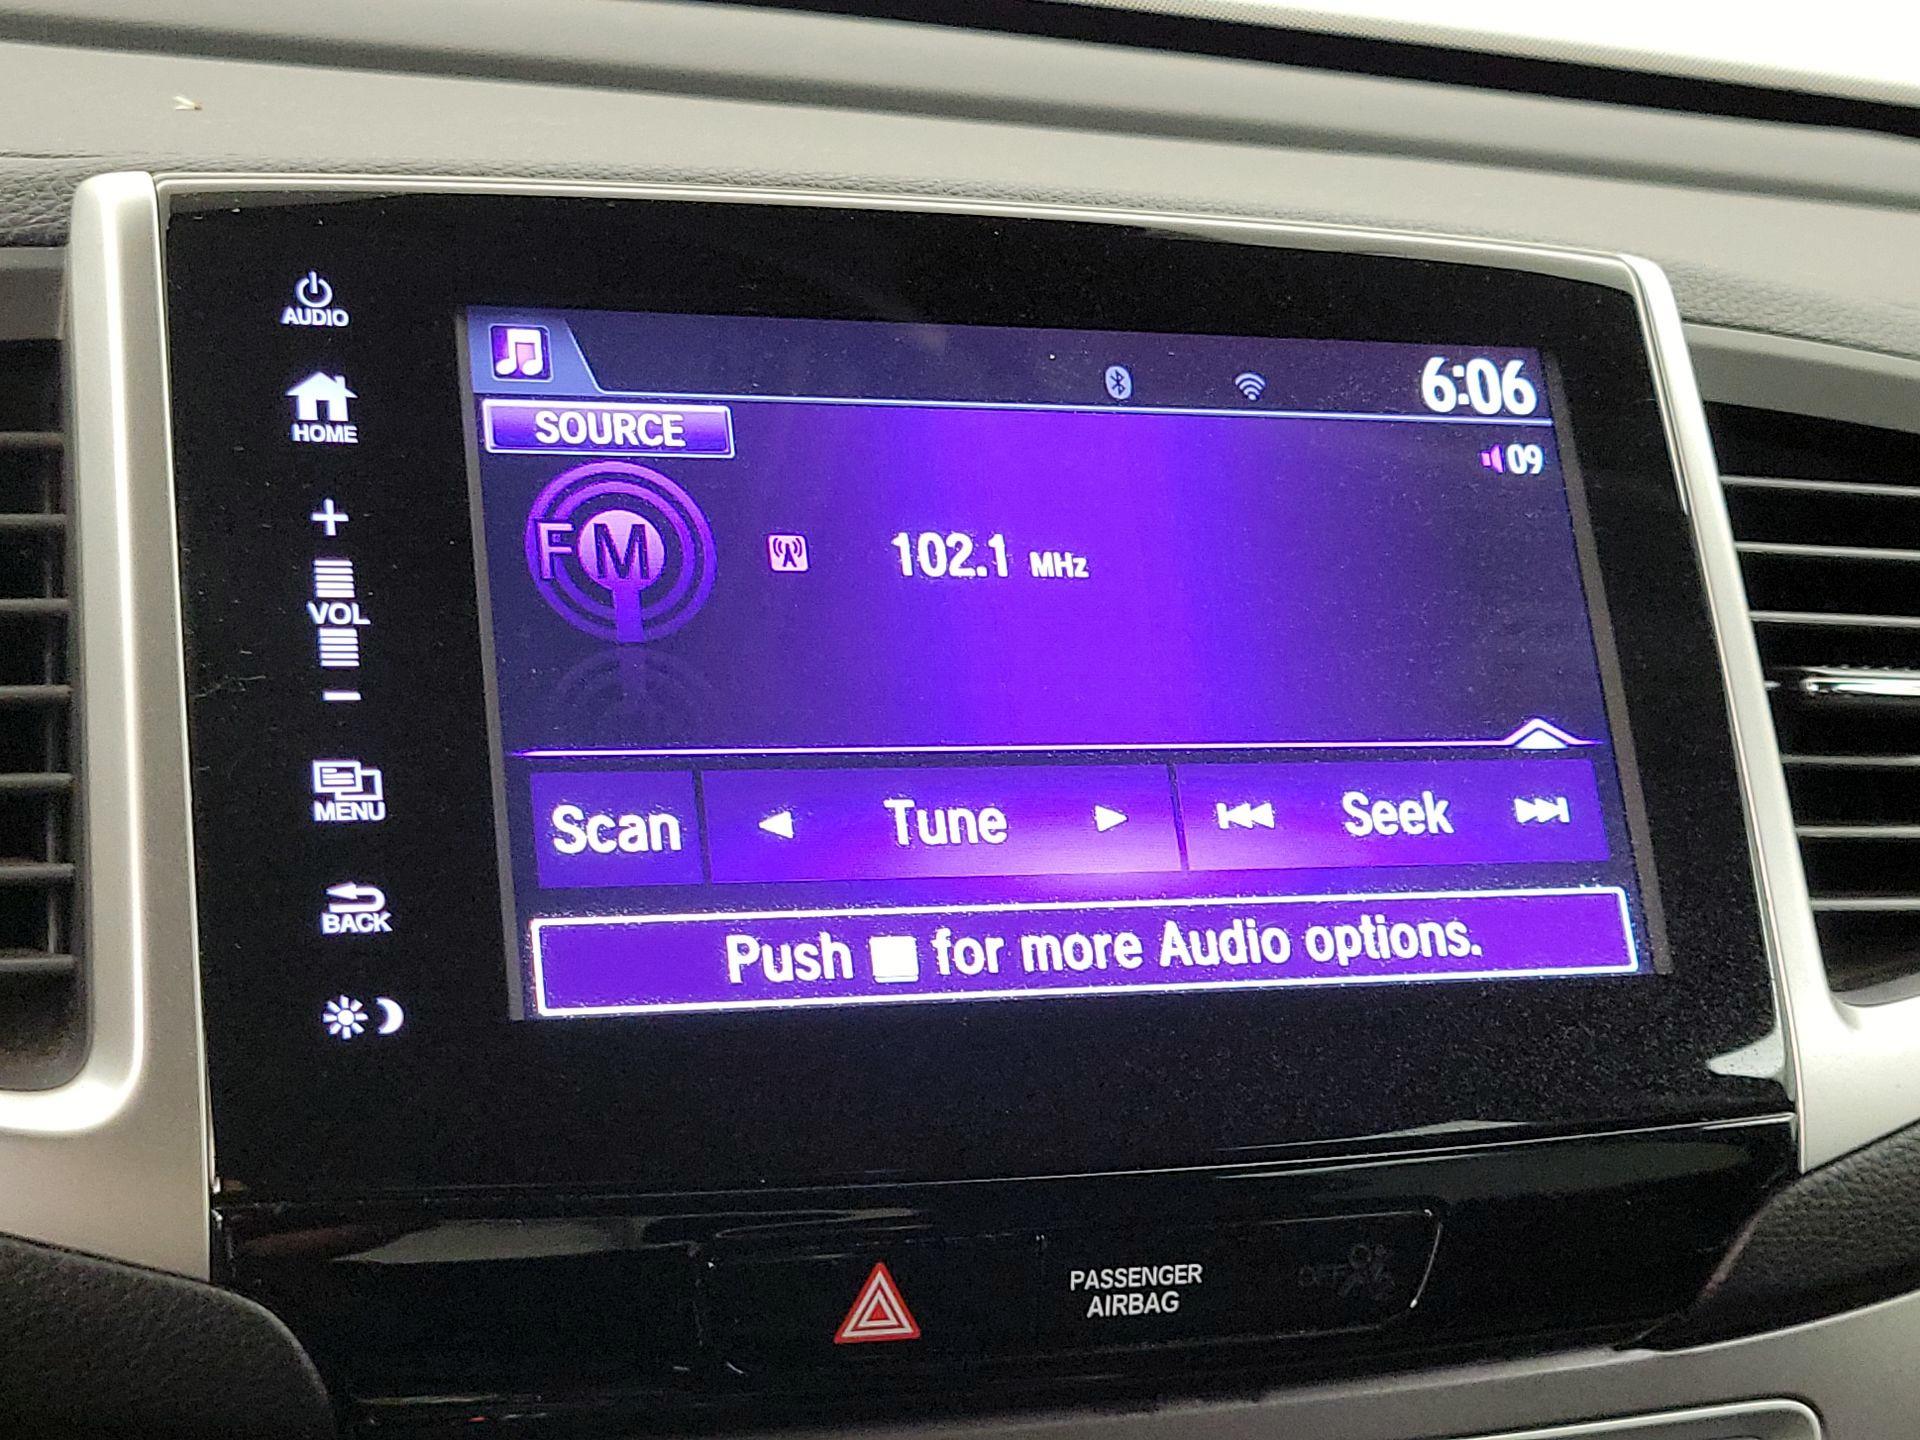 AUDIO
HOME
VOL
MENU
BACK
6:06
SOURCE
09
FM
102.1 MHz
Scan
Tune
Seek
Push for more Audio options.
PASSENGER
AIRBAG
OFF